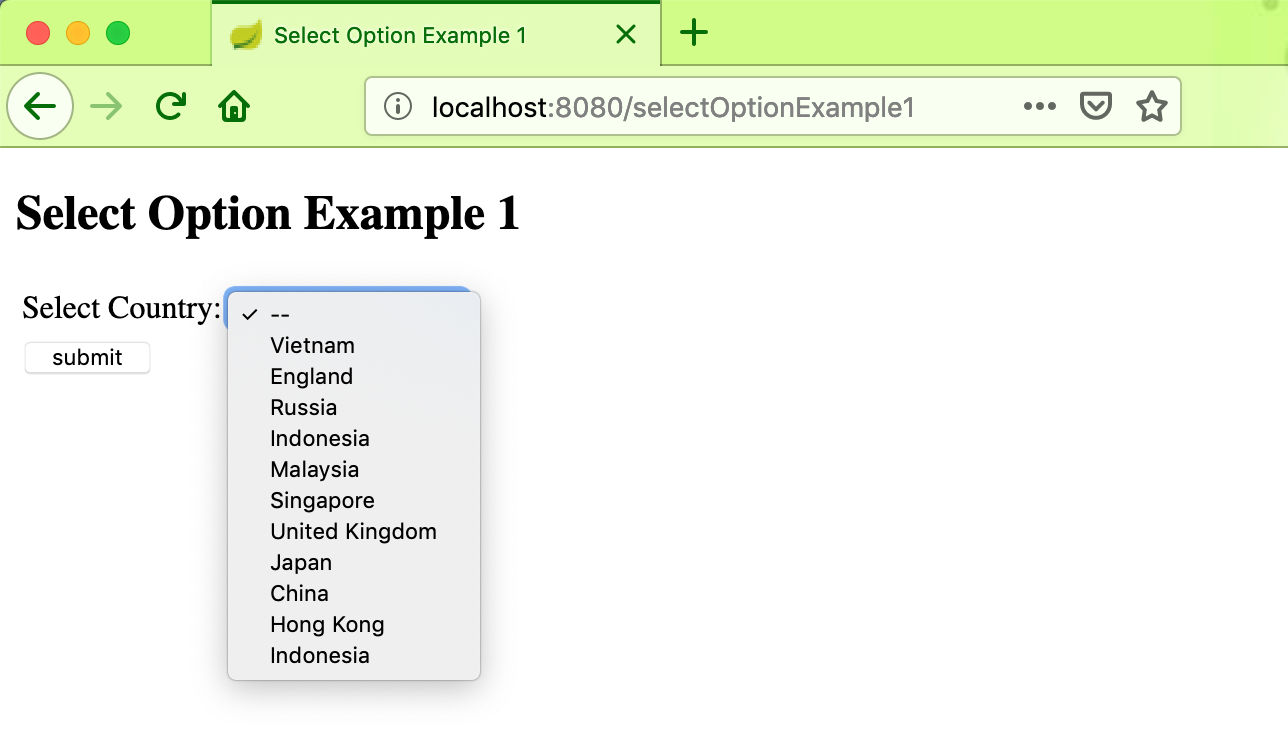 Select Option Example 1
localhost:8080/selectOptionExample1
Select Option Example 1
Select Country:
--
Vietnam
England
Russia
Indonesia
Malaysia
Singapore
United Kingdom
Japan
China
Hong Kong
Indonesia
submit